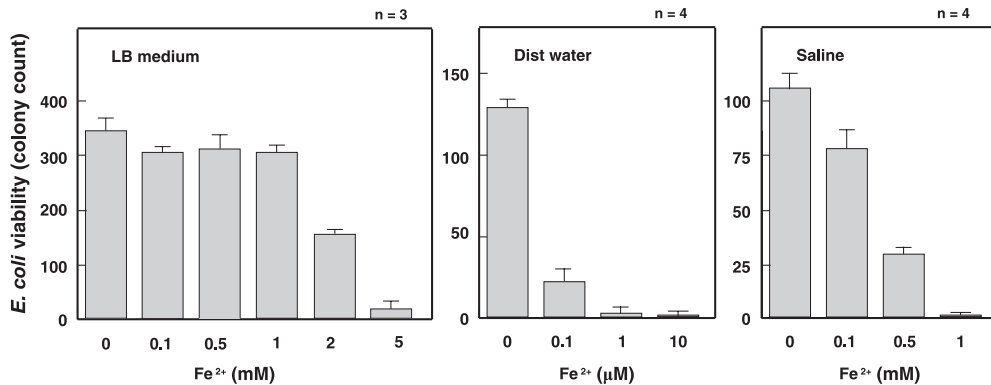 n = 3
n = 4
n = 4
LB medium
Dist water
Saline
E. coli viability (colony count)
400
300
200
100
0
150
100
50
0
100
75
50
25
0
0 0.1 0.5 1 2 5
0 0.1 1 10
0 0.1 0.5 1
Fe²⁺ (mM)
Fe²⁺ (μM)
Fe²⁺ (mM)